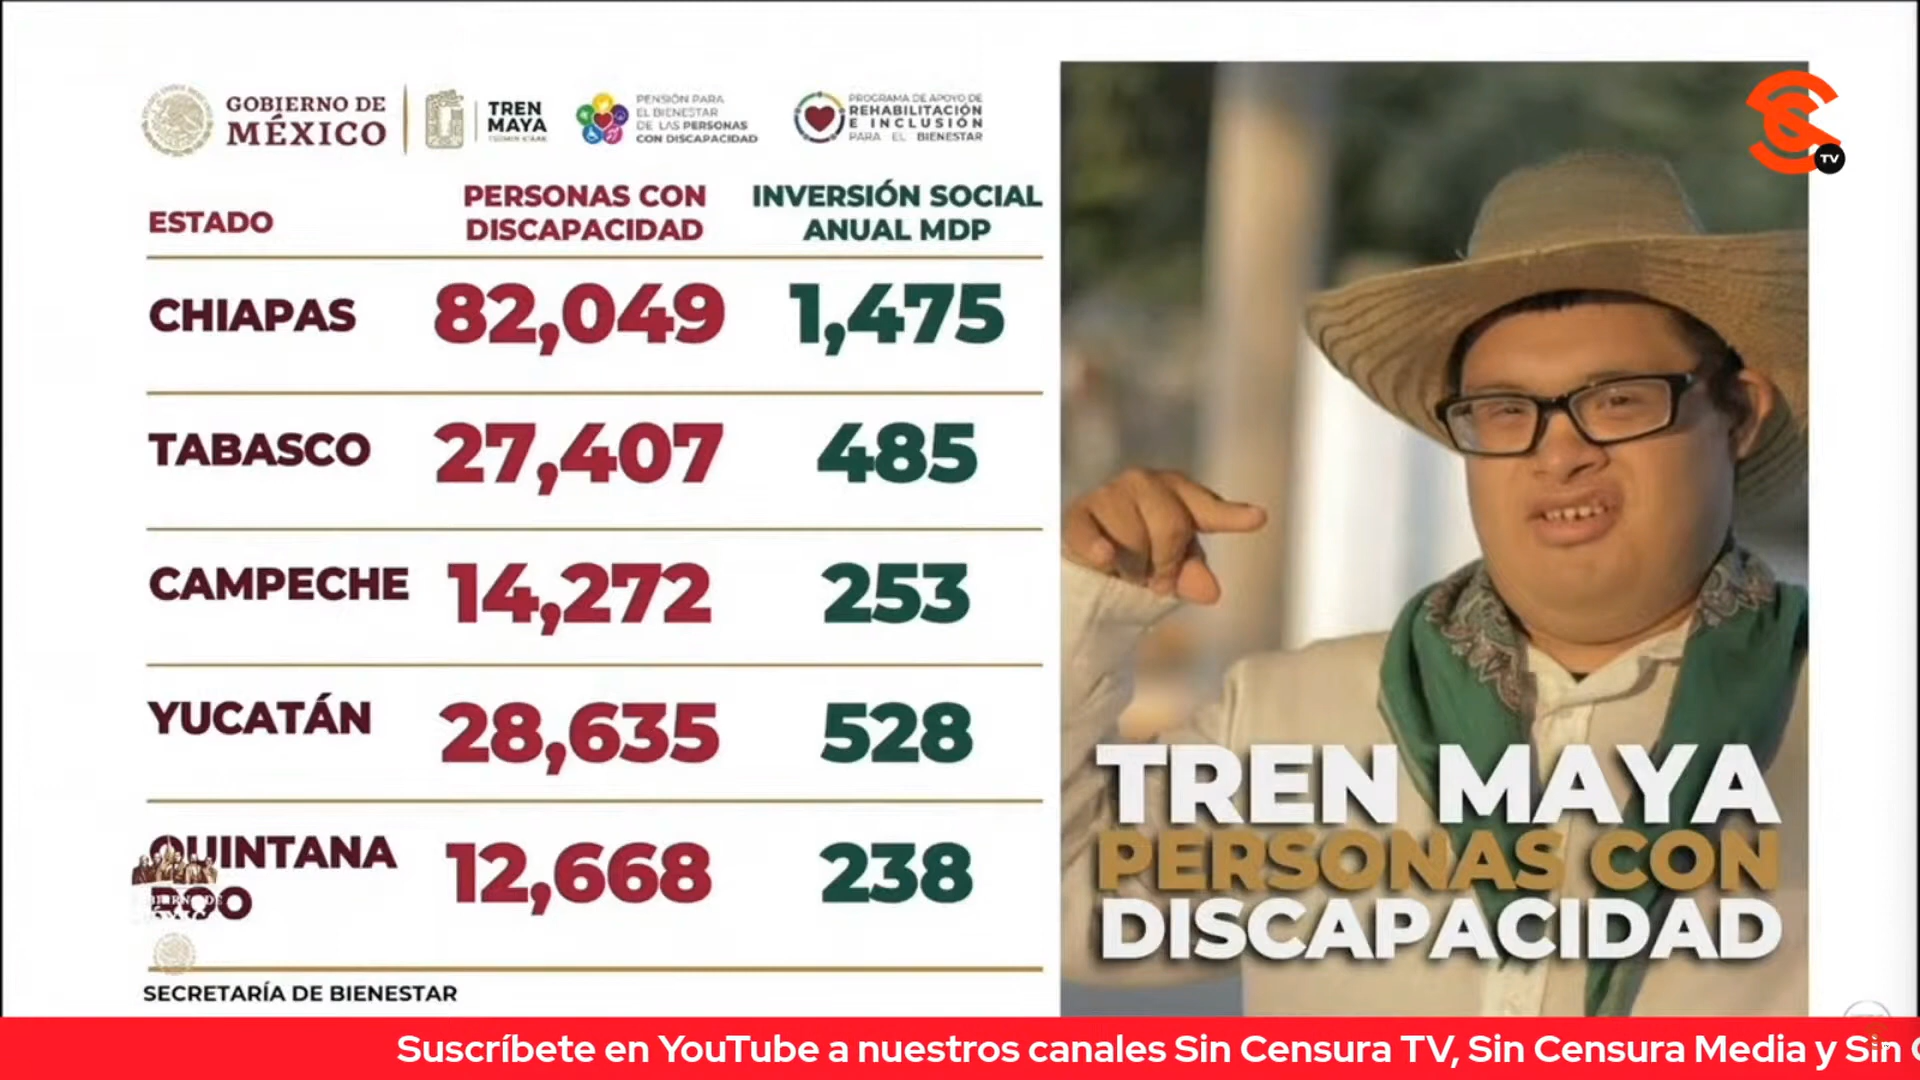 GOBIERNO DE
MÉXICO
TREN
MAYA
PENSIÓN PARA
EL BIENESTAR
DE LAS PERSONAS
CON DISCAPACIDAD
PROGRAMA DE APOYO DE
REHABILITACIÓN
E INCLUSIÓN
PARA EL BIENESTAR
TV
ESTADO
PERSONAS CON
DISCAPACIDAD
INVERSIÓN SOCIAL
ANUAL MDP
CHIAPAS 82,049 1,475
TABASCO 27,407 485
CAMPECHE 14,272 253
YUCATÁN 28,635 528
QUINTANA
ROO
12,668 238
SECRETARÍA DE BIENESTAR
TREN MAYA
PERSONAS CON
DISCAPACIDAD
Suscríbete en YouTube a nuestros canales Sin Censura TV, Sin Censura Media y Sin